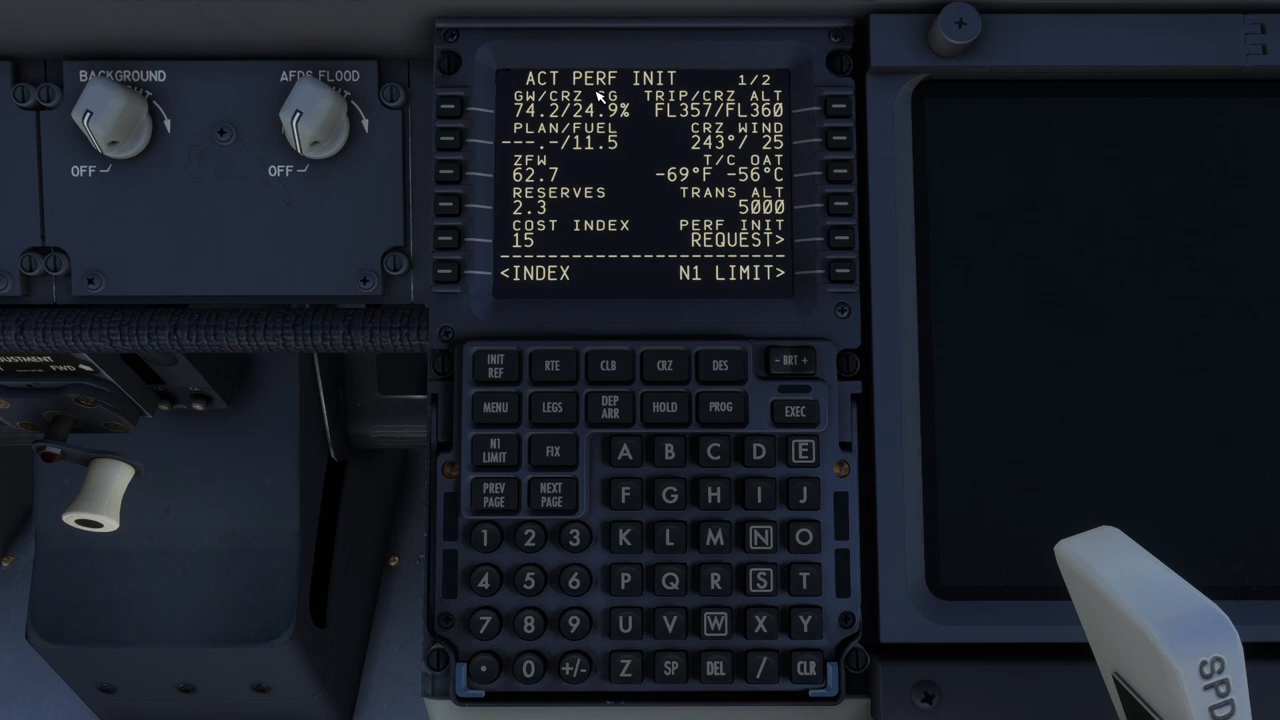 BACKGROUND
OFF
AFDS FLOOD
OFF
ACT PERF INIT 1/2
GW/CRZ TRIP/CRZ ALT
74.2/24.9% FL357/FL360
PLAN/FUEL CRZ WIND
---.-/11.5 243°/ 25
ZFW T/C OAT
62.7 -69°F -56°C
RESERVES TRANS ALT
2.3 5000
COST INDEX PERF INIT
15 REQUEST>
<INDEX N1 LIMIT>
FWD
INIT REF RTE CLB CRZ DES - BRT +
MENU LEGS DEP ARR HOLD PROG EXEC
N1 LIMIT FIX
PREV PAGE NEXT PAGE
A B C D E
F G H I J
K L M N O
P Q R S T
U V W X Y
Z SP DEL / CLR
1 2 3
4 5 6
7 8 9
. 0 +/-
SPD